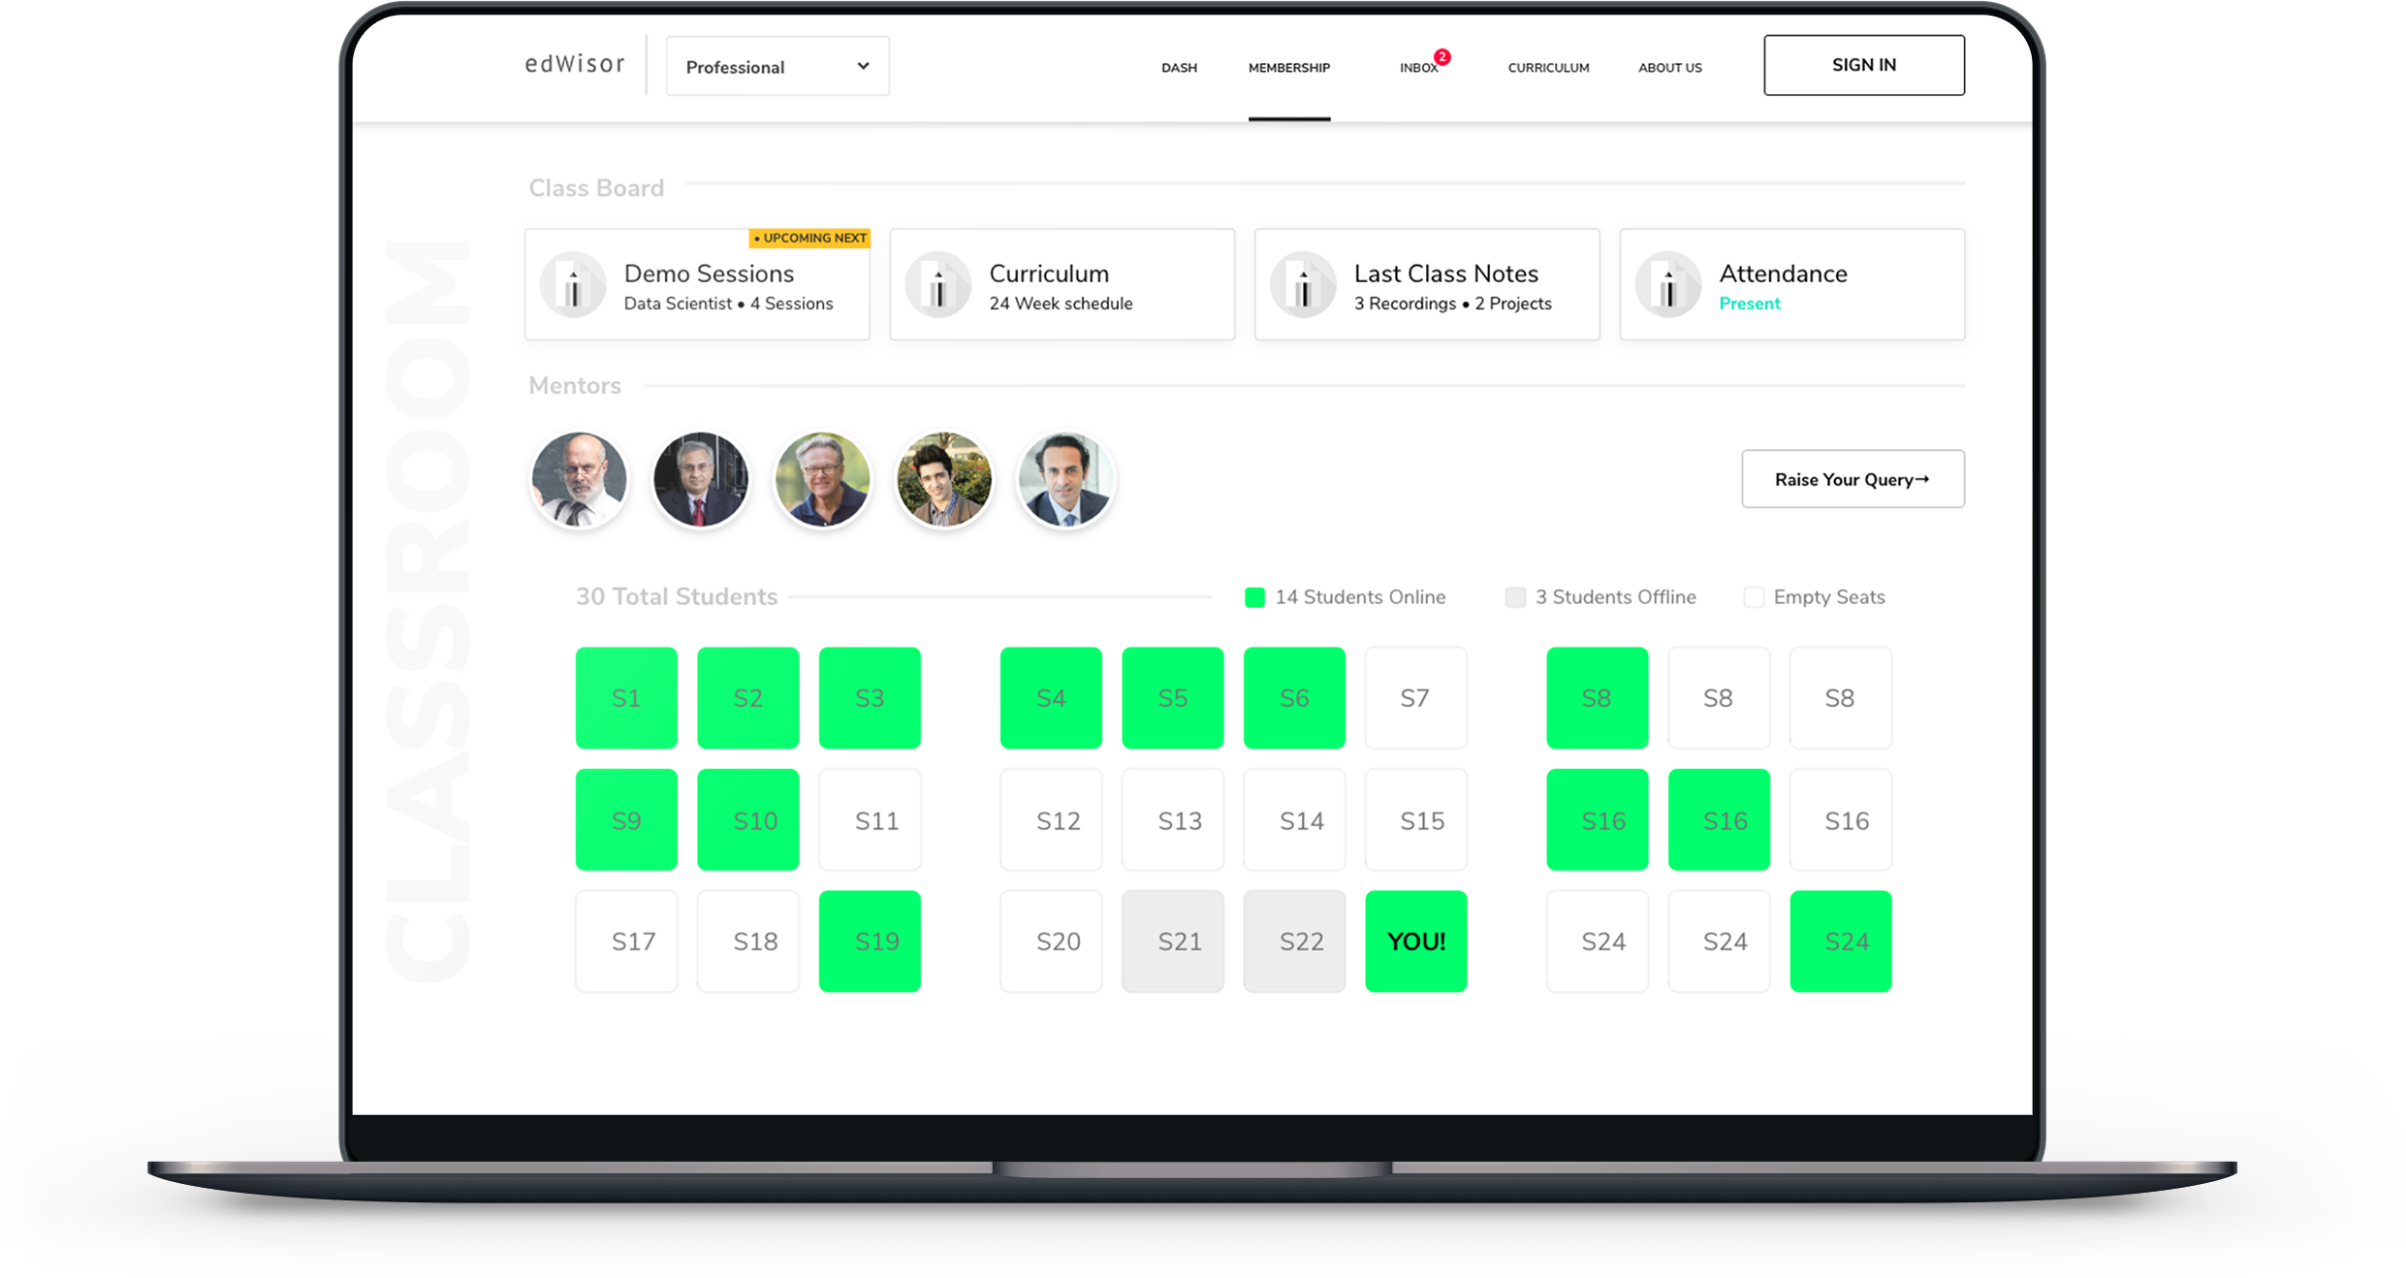 edWisor
Professional
DASH
MEMBERSHIP
INBOX
2
CURRICULUM
ABOUT US
SIGN IN
CLASSROOM
Class Board
• UPCOMING NEXT
Demo Sessions
Data Scientist • 4 Sessions
Curriculum
24 Week schedule
Last Class Notes
3 Recordings • 2 Projects
Attendance
Present
Mentors
Raise Your Query→
30 Total Students
14 Students Online
3 Students Offline
Empty Seats
S1 S2 S3 S4 S5 S6 S7 S8 S8 S8
S9 S10 S11 S12 S13 S14 S15 S16 S16 S16
S17 S18 S19 S20 S21 S22 YOU! S24 S24 S24